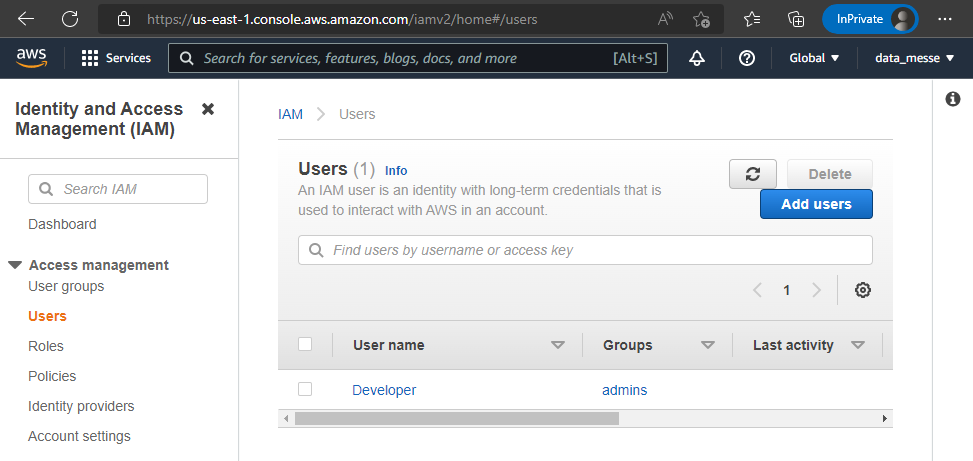 https://us-east-1.console.aws.amazon.com/iamv2/home#/users
InPrivate
aws
Services
Search for services, features, blogs, docs, and more
[Alt+S]
Global
data_messe
Identity and Access
Management (IAM)
Search IAM
Dashboard
Access management
User groups
Users
Roles
Policies
Identity providers
Account settings
IAM
Users
Users (1) Info
An IAM user is an identity with long-term credentials that is
used to interact with AWS in an account.
Delete
Add users
Find users by username or access key
1
User name
Groups
Last activity
Developer
admins